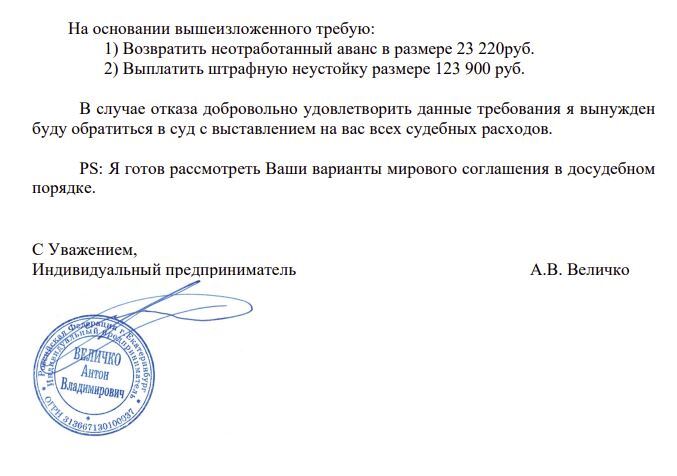 На основании вышеизложенного требую:
1) Возвратить неотработанный аванс в размере 23 220руб.
2) Выплатить штрафную неустойку размере 123 900 руб.
В случае отказа добровольно удовлетворить данные требования я вынужден
буду обратиться в суд с выставлением на вас всех судебных расходов.
PS: Я готов рассмотреть Ваши варианты мирового соглашения в досудебном
порядке.
С Уважением,
Индивидуальный предприниматель А.В. Величко
Российская Федерация г.Екатеринбург
Индивидуальный предприниматель
ВЕЛИЧКО
Антон
Владимирович
ОГРН 313667130100037